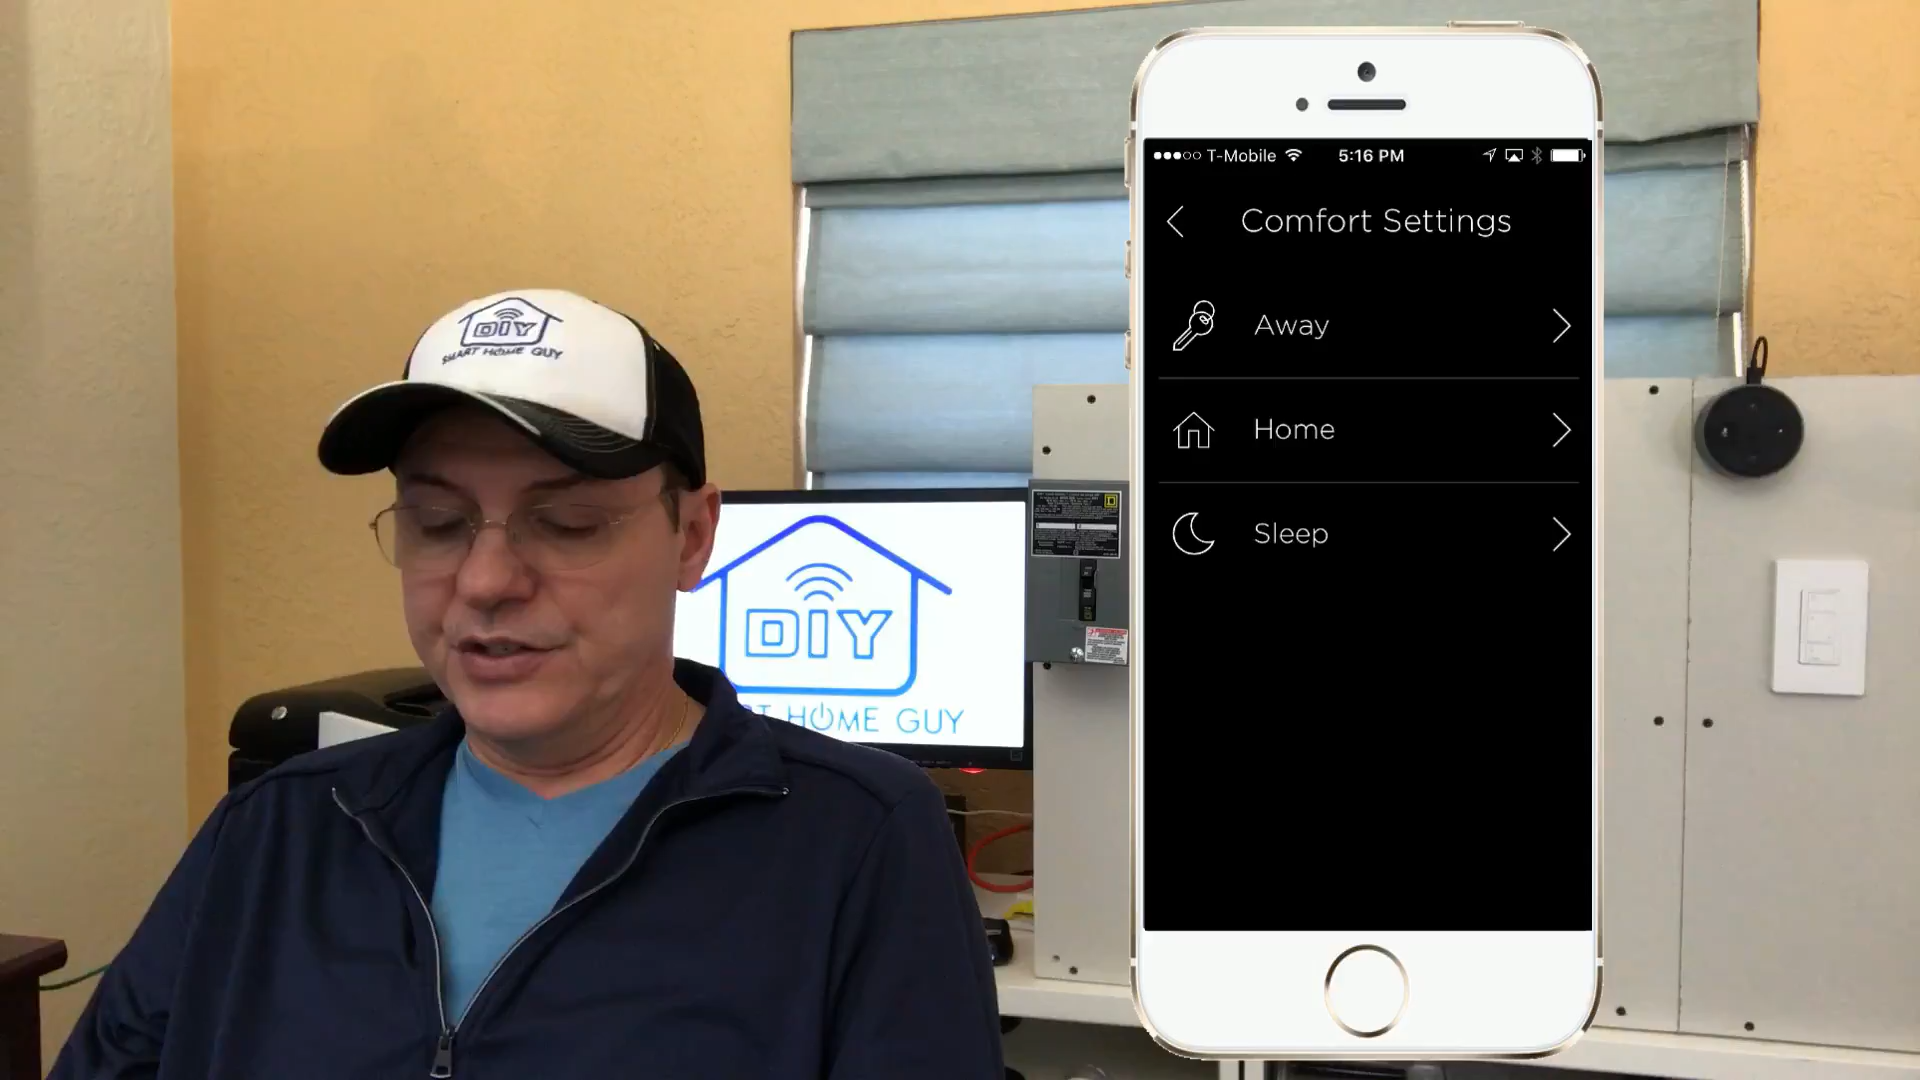 DIY
SMART HOME GUY
DIY
HOME GUY
T-Mobile
5:16 PM
Comfort Settings
Away
Home
Sleep